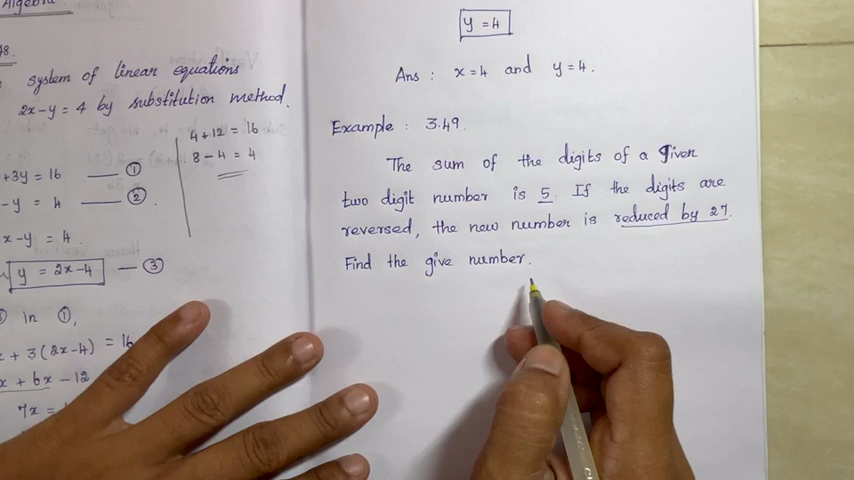 Algebra
48.
system of linear equations
2x-y = 4 by substitution method.
4+12 = 16
8-4 = 4
+3y = 16 ①
-y = 4 ②
x-y = 4
y = 2x-4 ③
in ①,
+ 3(2x-4) = 16
x + 6x - 12
7x =
y = 4
Ans : x=4 and y=4.
Example : 3.49.
The sum of the digits of a given
two digit number is 5. If the digits are
reversed, the new number is reduced by 27.
Find the give number.